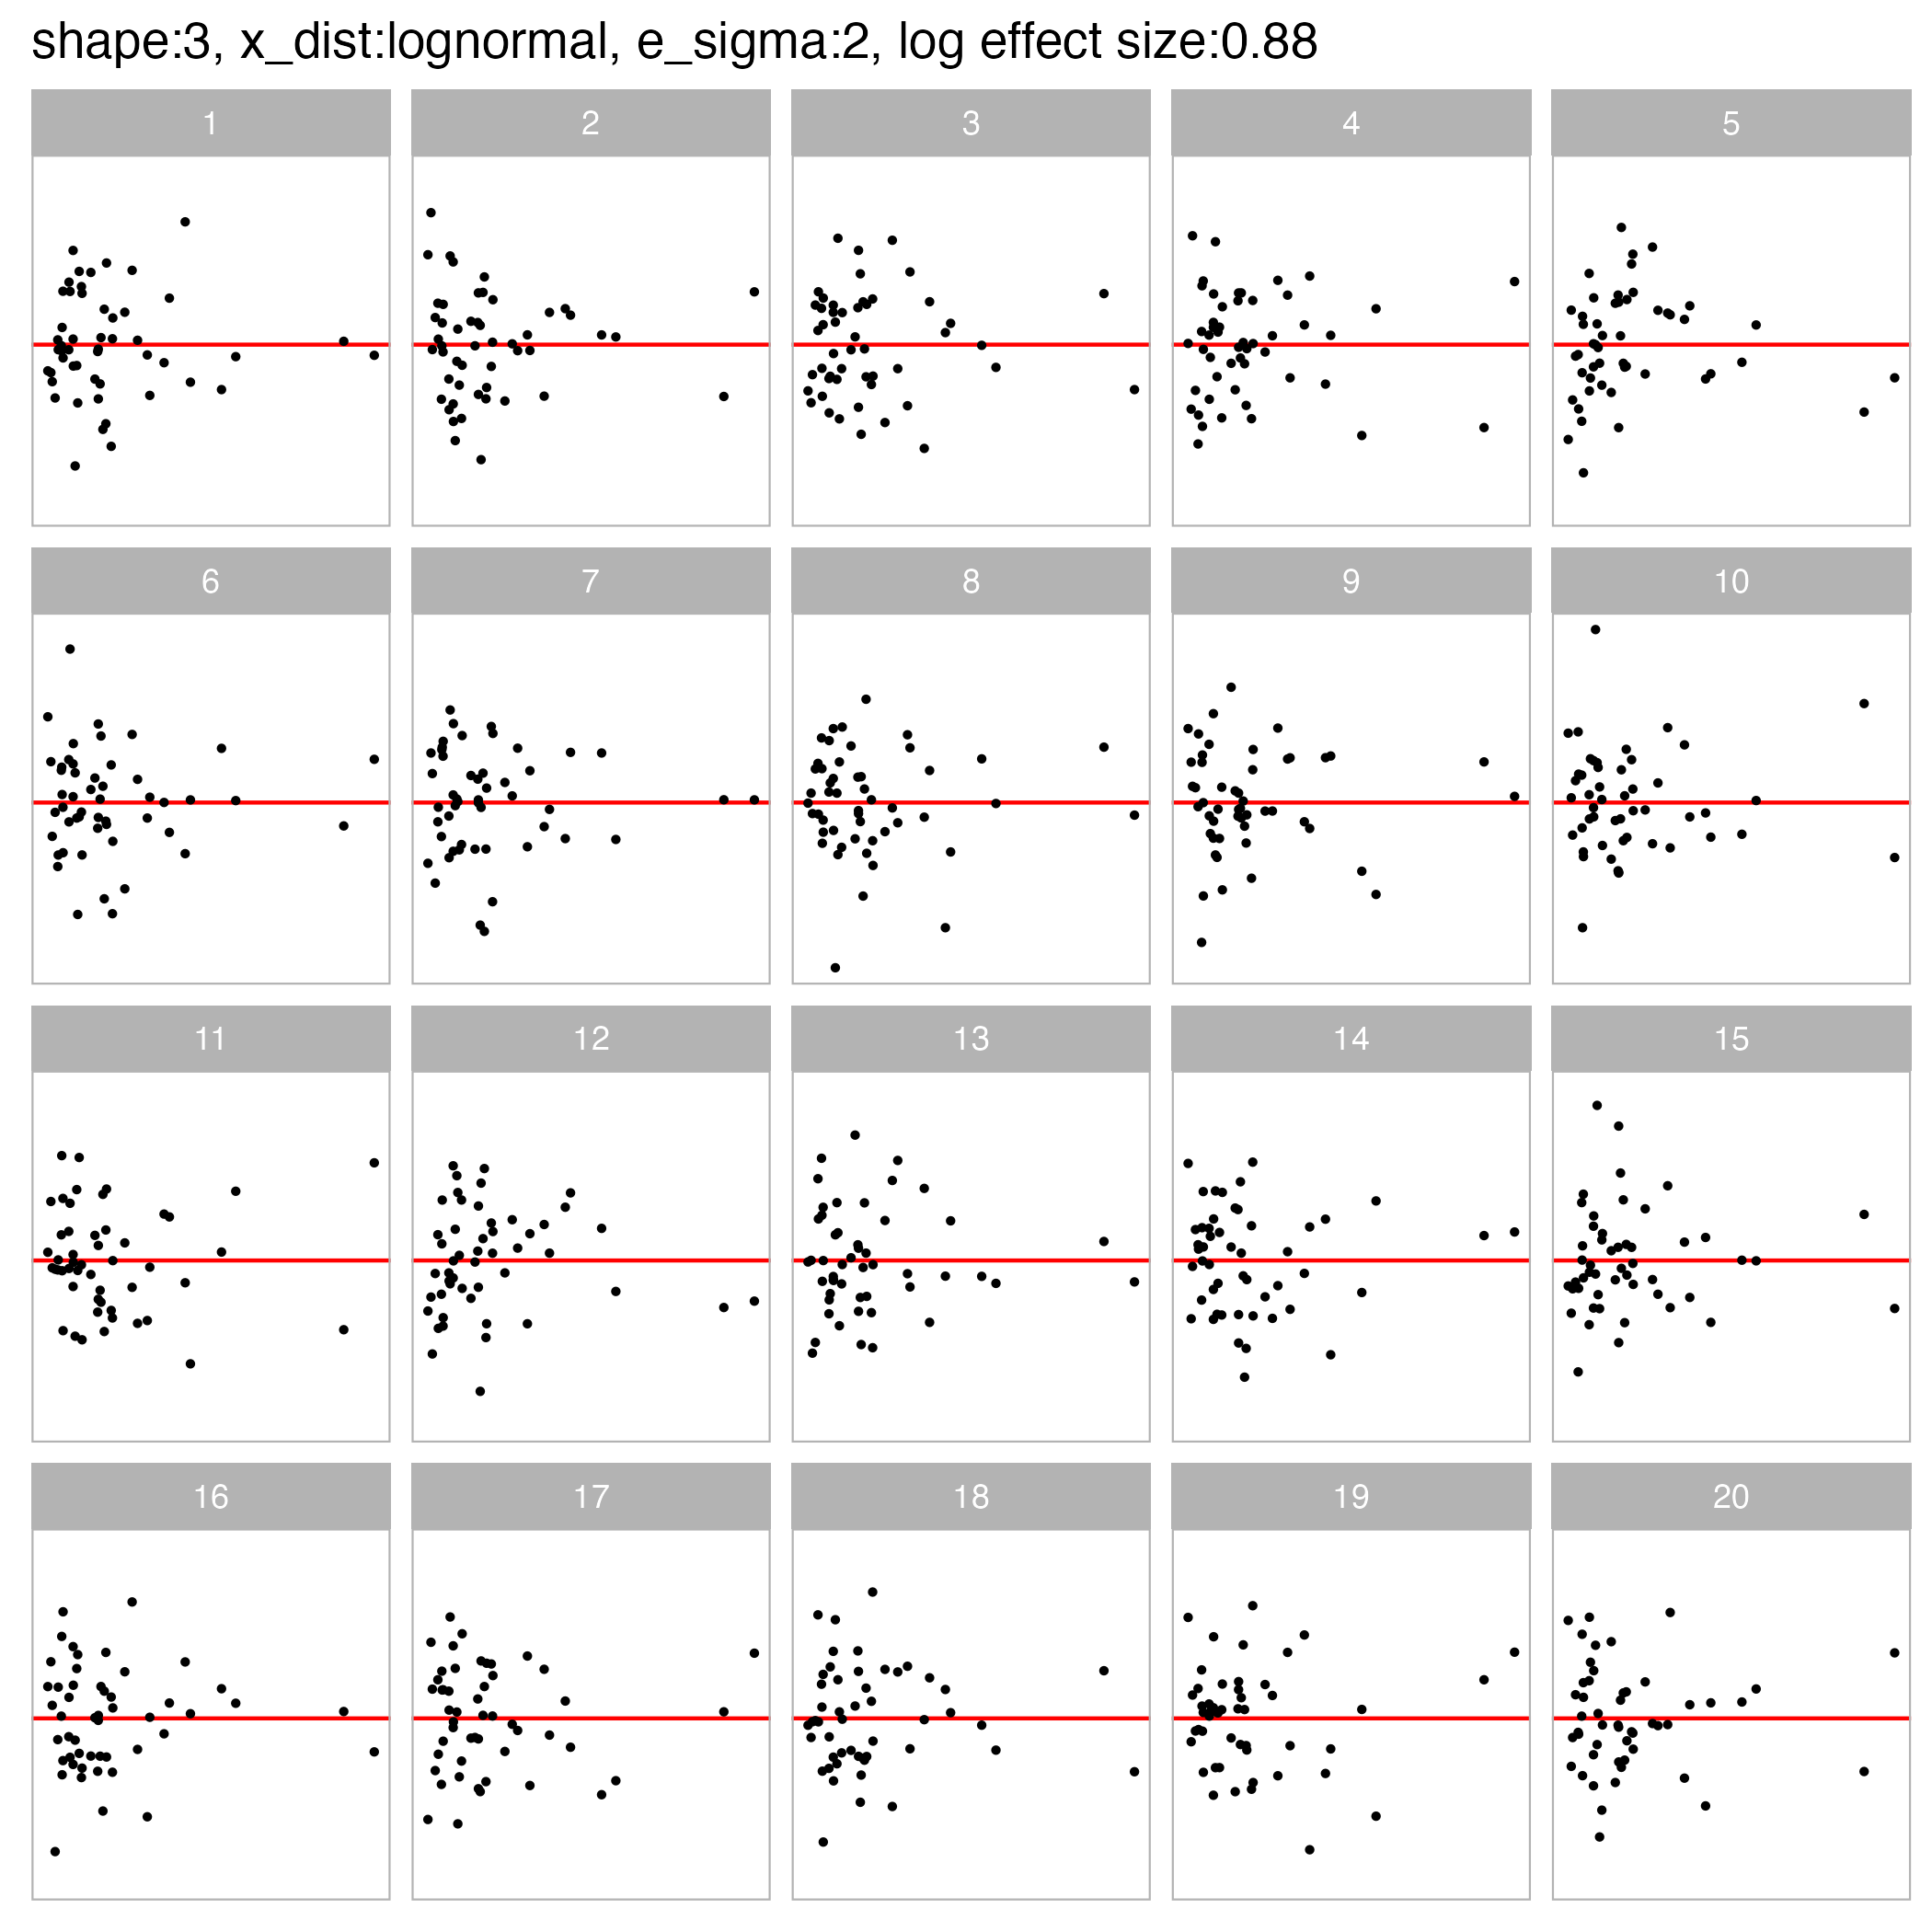 shape:3, x_dist:lognormal, e_sigma:2, log effect size:0.88
1 2 3 4 5
6 7 8 9 10
11 12 13 14 15
16 17 18 19 20